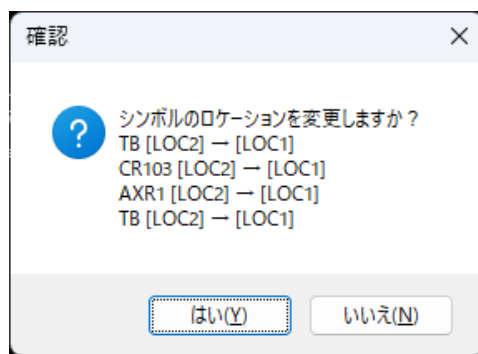 確認
シンボルのロケーションを変更しますか？
TB [LOC2] → [LOC1]
CR103 [LOC2] → [LOC1]
AXR1 [LOC2] → [LOC1]
TB [LOC2] → [LOC1]
はい(Y)
いいえ(N)